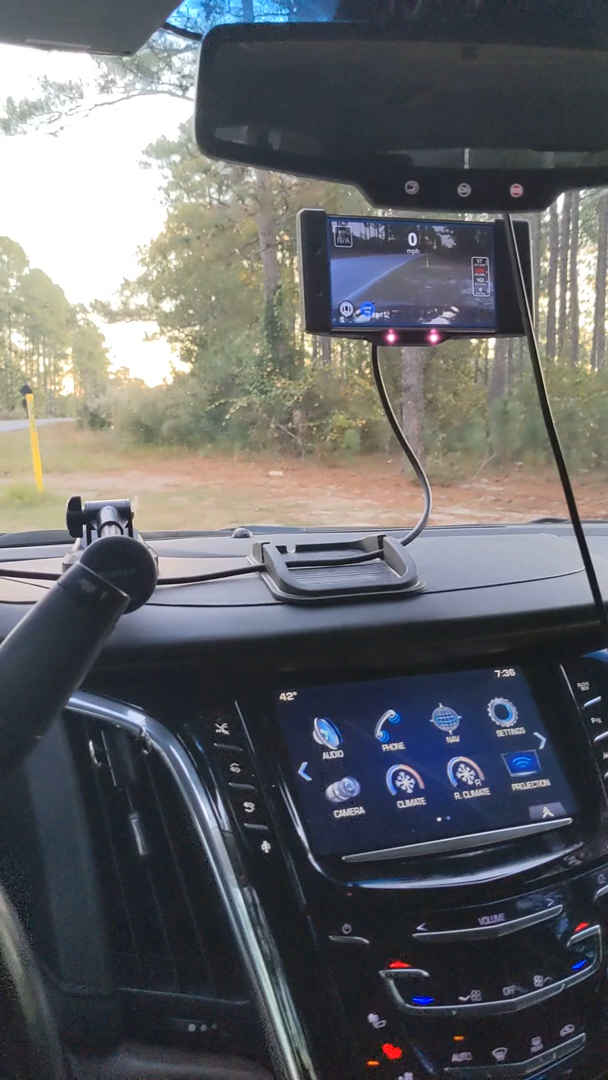 N/A
0
mph
7:36
42°
AUDIO
PHONE
NAV
SETTINGS
CAMERA
CLIMATE
R. CLIMATE
PROJECTION
VOLUME
OFF
AUTO